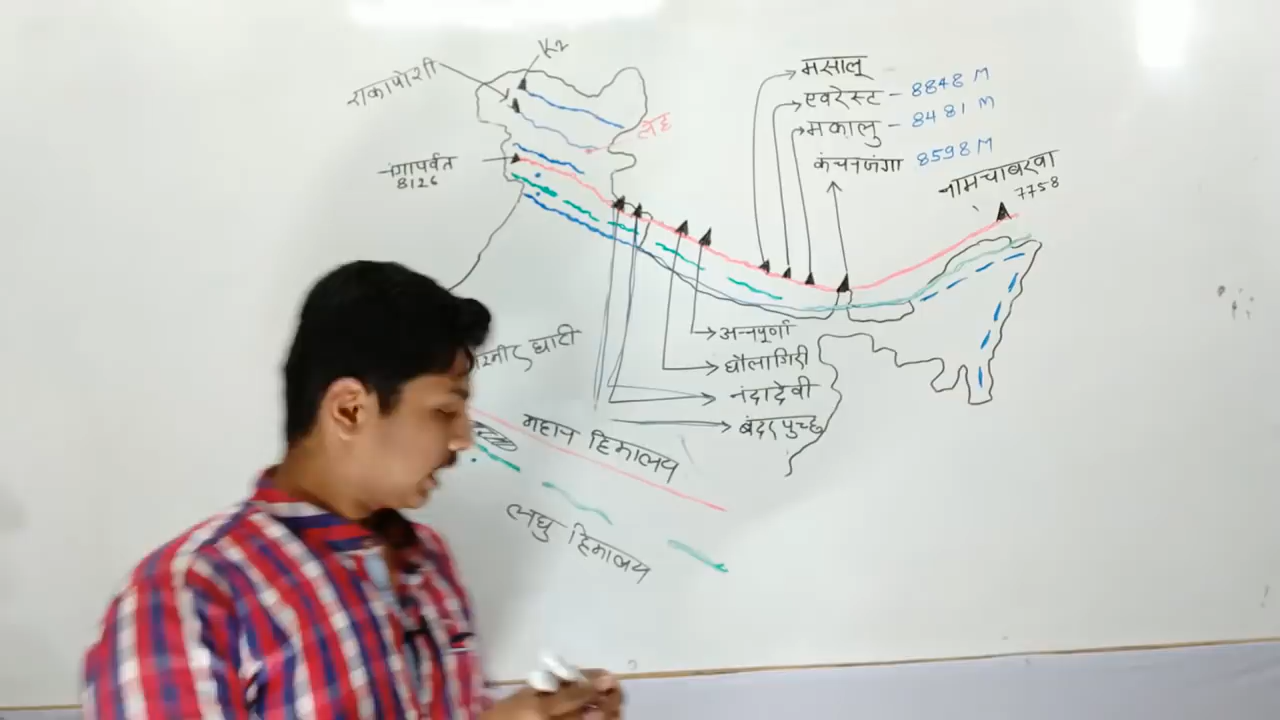 K2
राकापोशी
लेह
नंगापर्वत
8126
मसालू
एवरेस्ट - 8848 M
मकालु - 8481 M
कंचनजंगा 8598 M
नामचाबरवा
7758
अन्नपूर्णा
धौलागिरी
नंदादेवी
बंदरपुच्छ
घाटी
महान हिमालय
लघु हिमालय